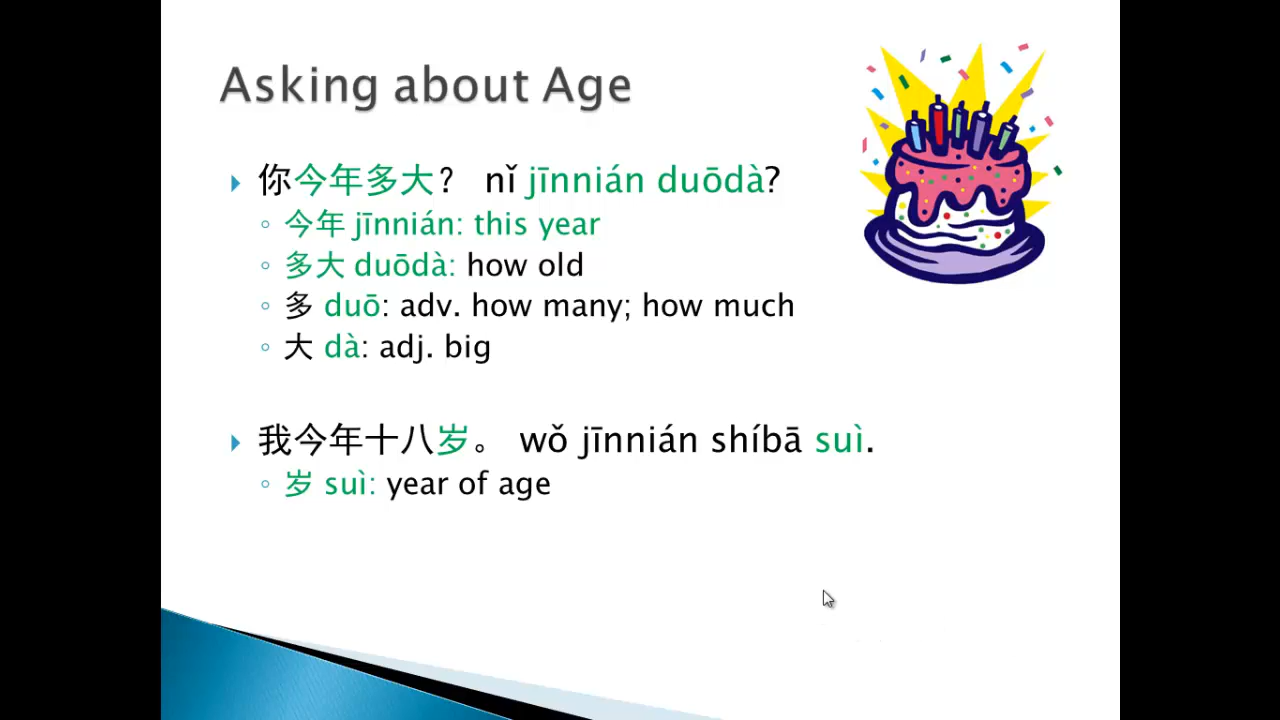 Asking about Age
你今年多大？ nǐ jīnnián duōdà?
今年 jīnnián: this year
多大 duōdà: how old
多 duō: adv. how many; how much
大 dà: adj. big
我今年十八岁。 wǒ jīnnián shíbā suì.
岁 suì: year of age